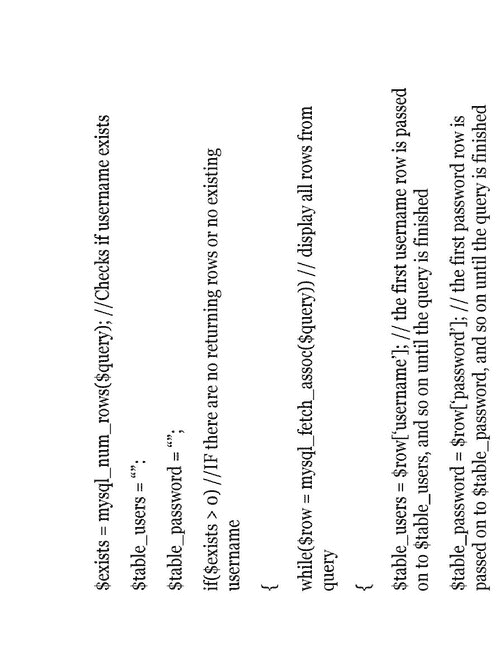 $exists = mysql_num_rows($query); //Checks if username exists
$table_users = “”:
$table_password = “”;
if($exists > 0) //IF there are no returning rows or no existing
username
{
while($row = mysql_fetch_assoc($query)) // display all rows from
query
{
$table_users = $row[‘username’]; // the first username row is passed
on to $table_users, and so on until the query is finished
$table_password = $row[‘password’]; // the first password row is
passed on to $table_password, and so on until the query is finished